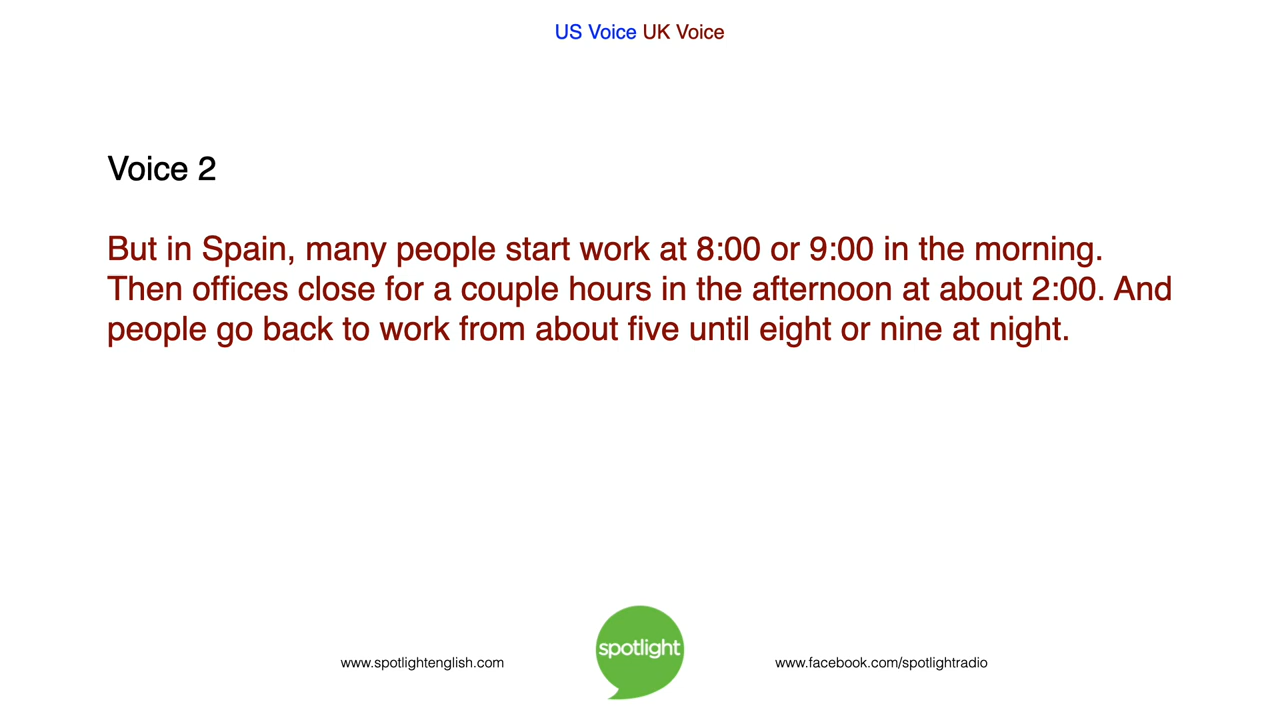 US Voice UK Voice
Voice 2
But in Spain, many people start work at 8:00 or 9:00 in the morning.
Then offices close for a couple hours in the afternoon at about 2:00. And
people go back to work from about five until eight or nine at night.
www.spotlightenglish.com
spotlight
www.facebook.com/spotlightradio